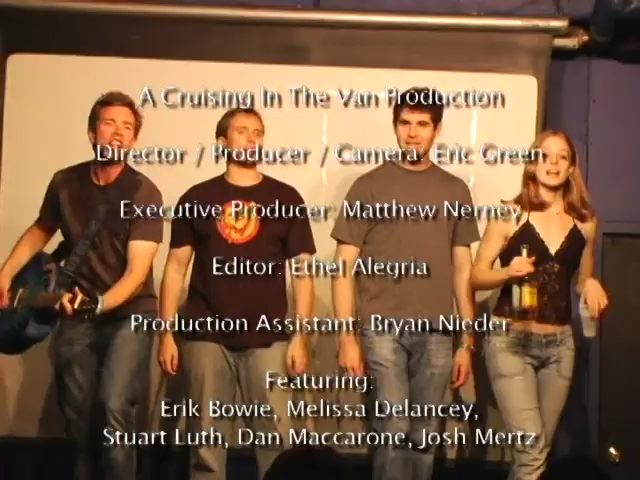 A Cruising In The Van Production
Director / Producer / Camera: Eric Green
Executive Producer: Matthew Nerney
Editor: Ethel Alegria
Production Assistant: Bryan Nieder
Featuring:
Erik Bowie, Melissa Delancey,
Stuart Luth, Dan Maccarone, Josh Mertz